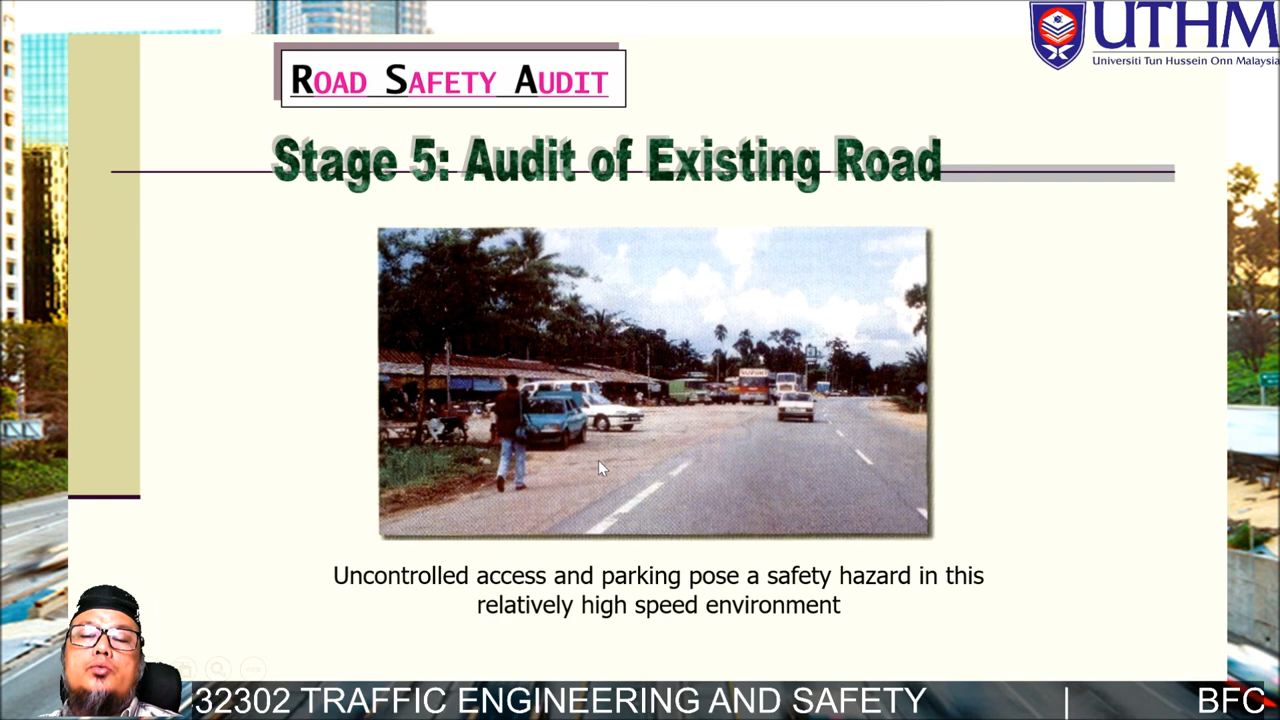 UTHM
Universiti Tun Hussein Onn Malaysia
ROAD SAFETY AUDIT
Stage 5: Audit of Existing Road
Uncontrolled access and parking pose a safety hazard in this
relatively high speed environment
32302 TRAFFIC ENGINEERING AND SAFETY | BFC